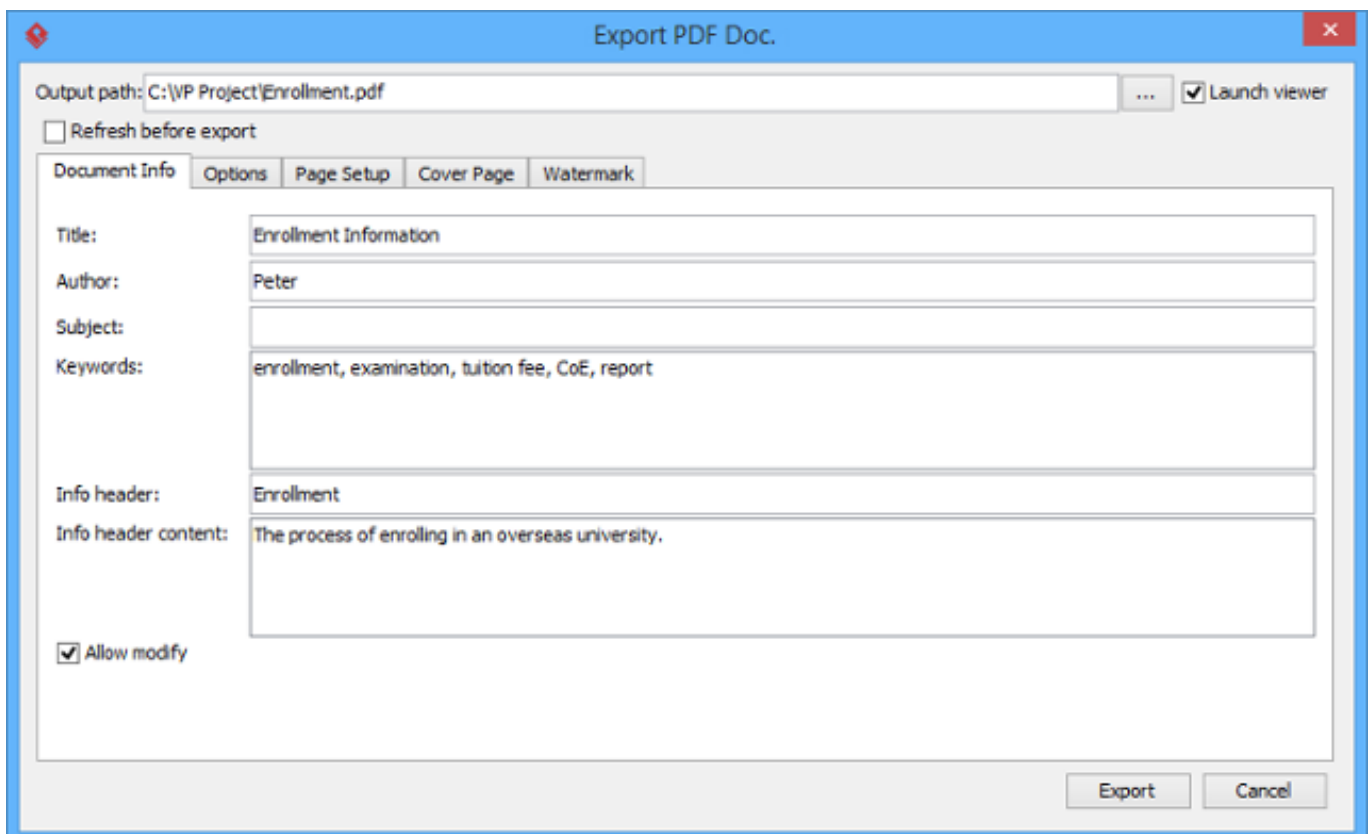 Export PDF Doc.
Output path: C:\VP Project\Enrollment.pdf ... Launch viewer
Refresh before export
Document Info Options Page Setup Cover Page Watermark
Title: Enrollment Information
Author: Peter
Subject:
Keywords: enrollment, examination, tuition fee, CoE, report
Info header: Enrollment
Info header content: The process of enrolling in an overseas university.
Allow modify
Export Cancel